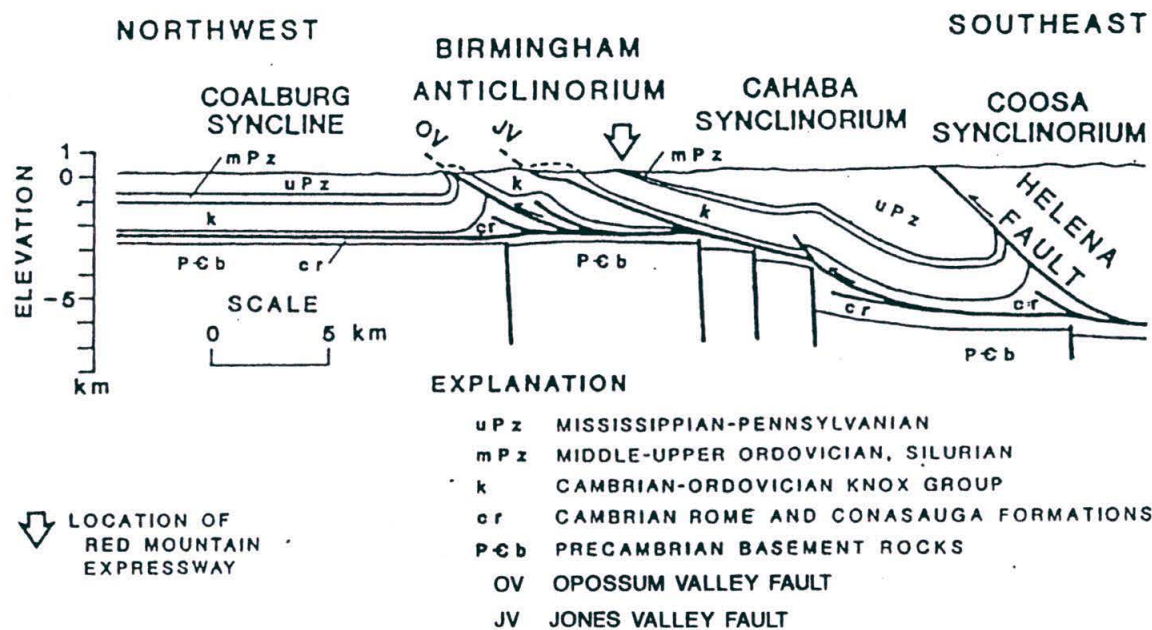 NORTHWEST
SOUTHEAST
BIRMINGHAM
ANTICLINORIUM
COALBURG
SYNCLINE
CAHABA
SYNCLINORIUM
COOSA
SYNCLINORIUM
OV
JV
mPz
mPz
1
0
-5
km
ELEVATION
uPz
k
k
k
uPz
HELENA
FAULT
cr
cr
cr
cr
P€b
P€b
P€b
SCALE
0 5 km
EXPLANATION
uPz MISSISSIPPIAN-PENNSYLVANIAN
mPz MIDDLE-UPPER ORDOVICIAN, SILURIAN
k CAMBRIAN-ORDOVICIAN KNOX GROUP
cr CAMBRIAN ROME AND CONASAUGA FORMATIONS
P€b PRECAMBRIAN BASEMENT ROCKS
OV OPOSSUM VALLEY FAULT
JV JONES VALLEY FAULT
LOCATION OF
RED MOUNTAIN
EXPRESSWAY